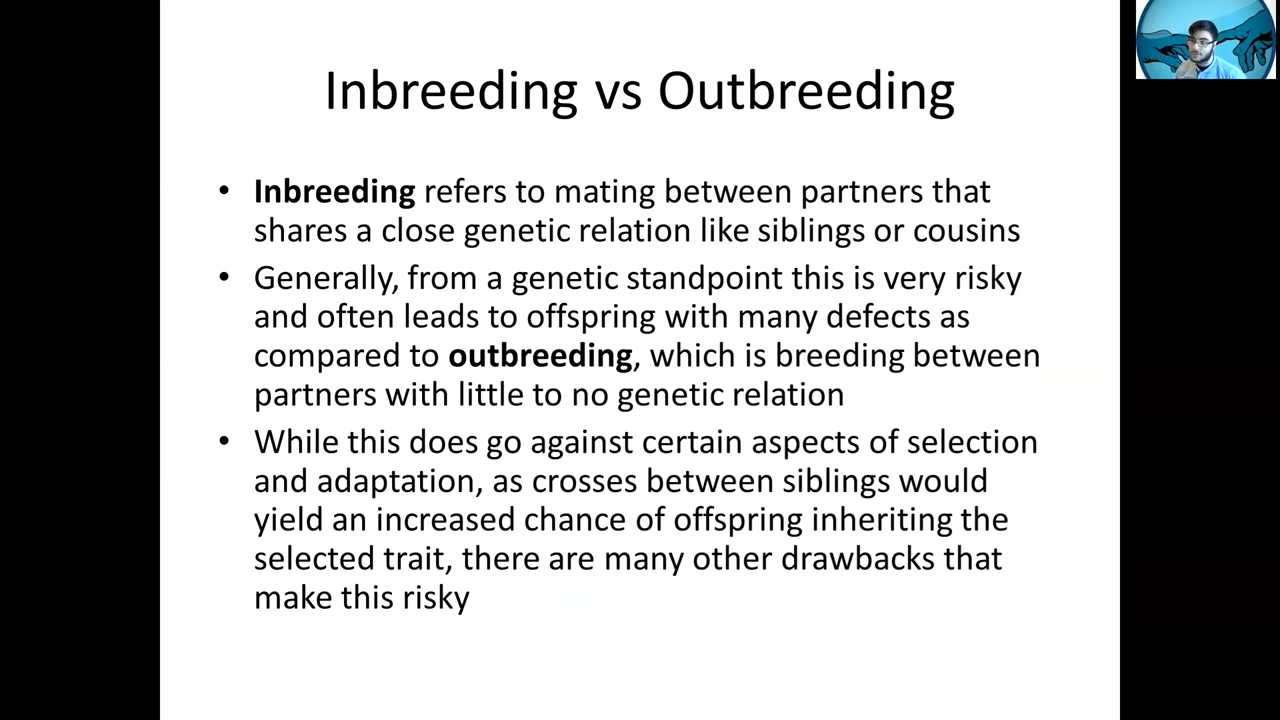 Inbreeding vs Outbreeding
• Inbreeding refers to mating between partners that
shares a close genetic relation like siblings or cousins
• Generally, from a genetic standpoint this is very risky
and often leads to offspring with many defects as
compared to outbreeding, which is breeding between
partners with little to no genetic relation
• While this does go against certain aspects of selection
and adaptation, as crosses between siblings would
yield an increased chance of offspring inheriting the
selected trait, there are many other drawbacks that
make this risky